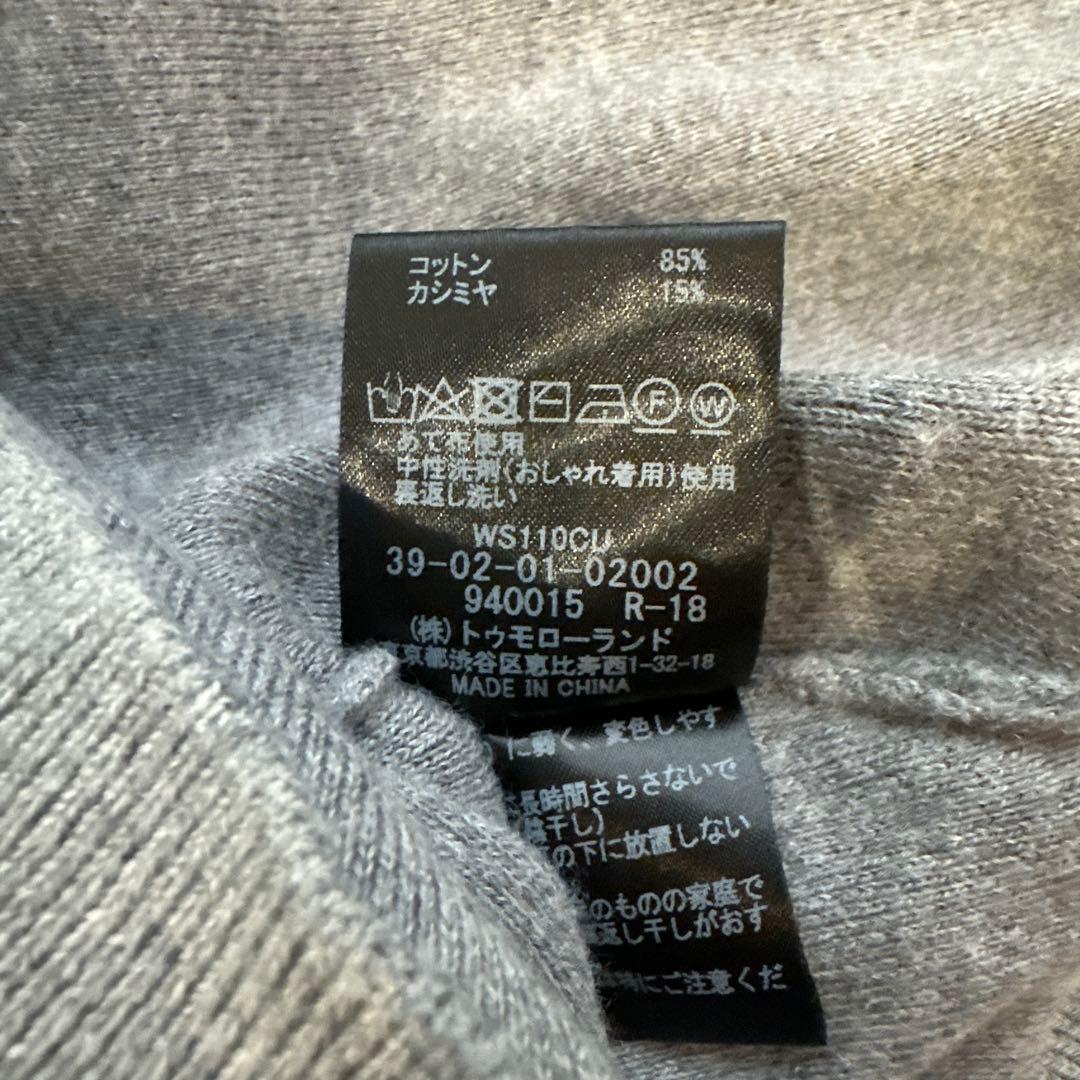 コットン 85%
カシミヤ 15%
F W
あて布使用
中性洗剤(おしゃれ着用)使用
裏返し洗い
WS110CU
39-02-01-02002
940015 R-18
(株)トゥモローランド
東京都渋谷区恵比寿西1-32-18
MADE IN CHINA
に弱く、変色しやす
長時間さらさないで
干し)
の下に放置しない
のものの家庭で
返し干しがおす
にご注意くだ